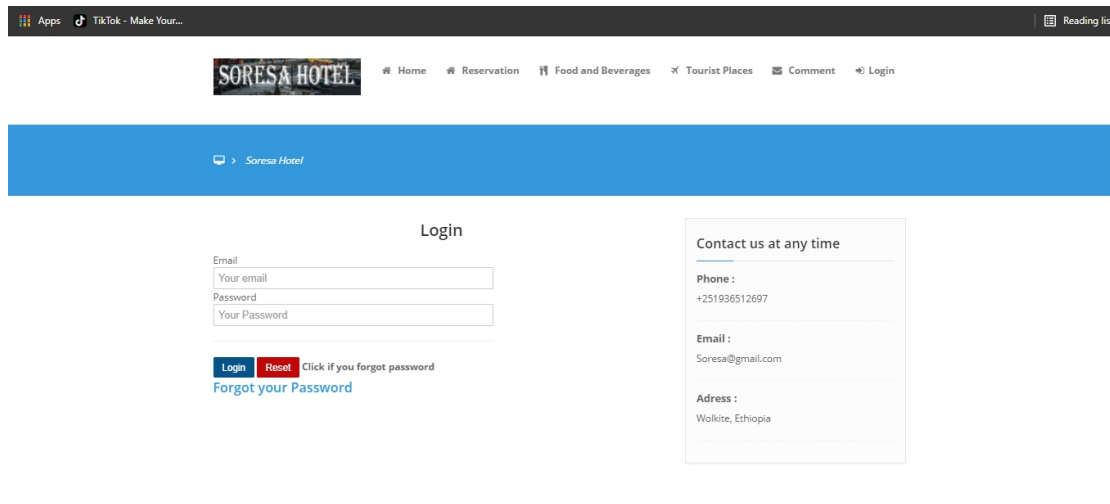 Apps TikTok - Make Your... Reading lis
SORESA HOTEL Home Reservation Food and Beverages Tourist Places Comment Login
> Soresa Hotel
Login
Email
Your email
Password
Your Password
Login Reset Click if you forgot password
Forgot your Password
Contact us at any time
Phone :
+251936512697
Email :
Soresa@gmail.com
Adress :
Wolkite, Ethiopia